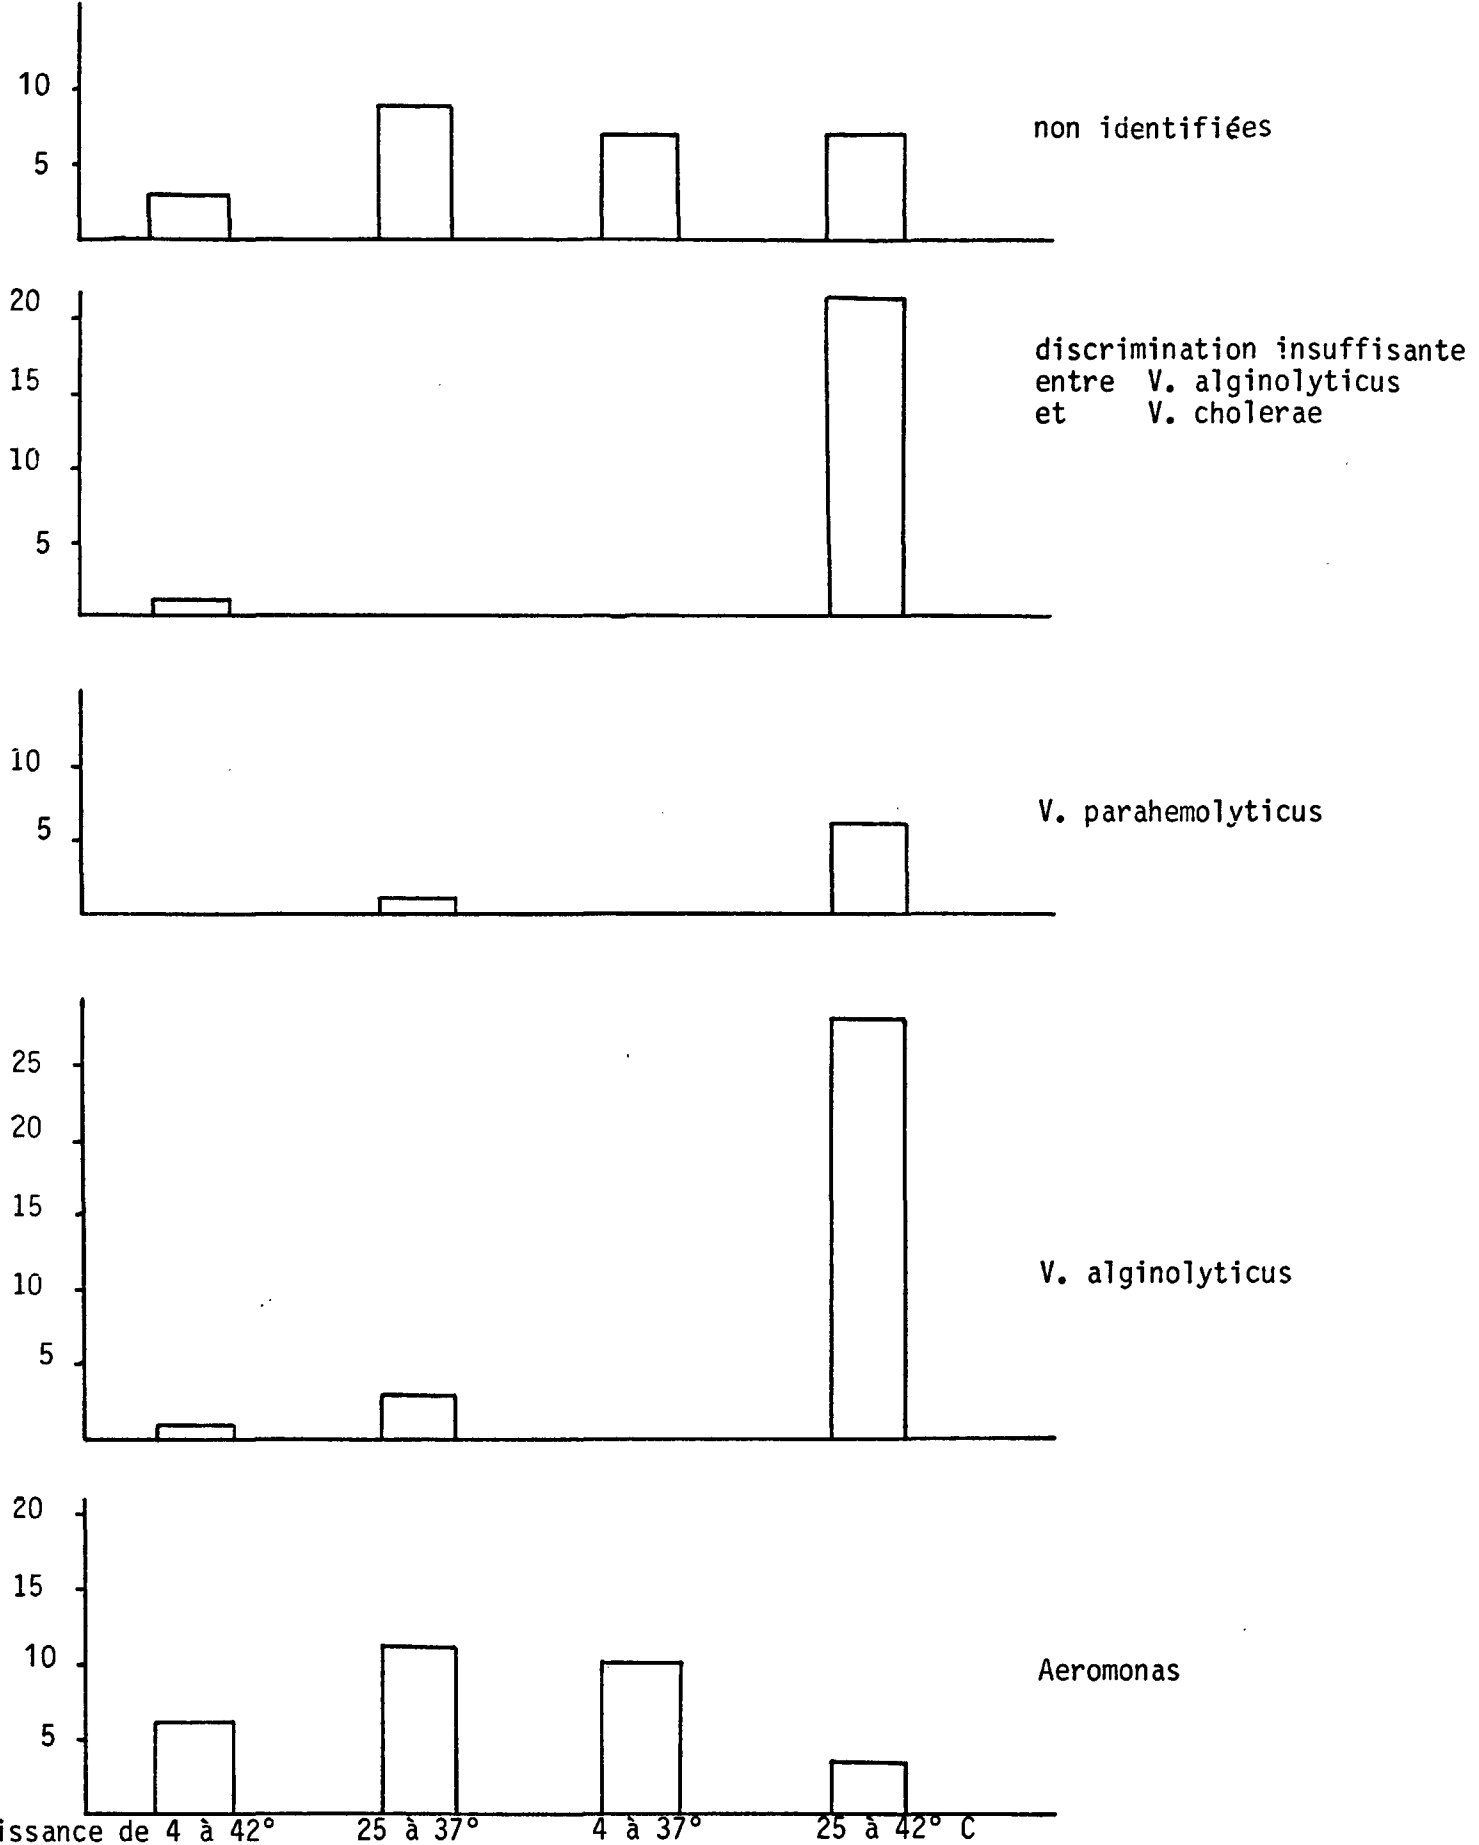 10
5
non identifiées
20
15
10
5
discrimination insuffisante
entre V. alginolyticus
et V. cholerae
10
5
V. parahemolyticus
25
20
15
10
5
V. alginolyticus
20
15
10
5
Aeromonas
issance de 4 à 42° 25 à 37° 4 à 37° 25 à 42° C